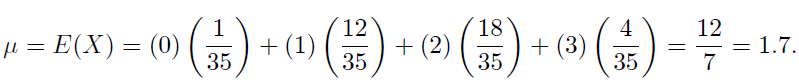 μ = E(X) = (0) (1/35) + (1) (12/35) + (2) (18/35) + (3) (4/35) = 12/7 = 1.7.